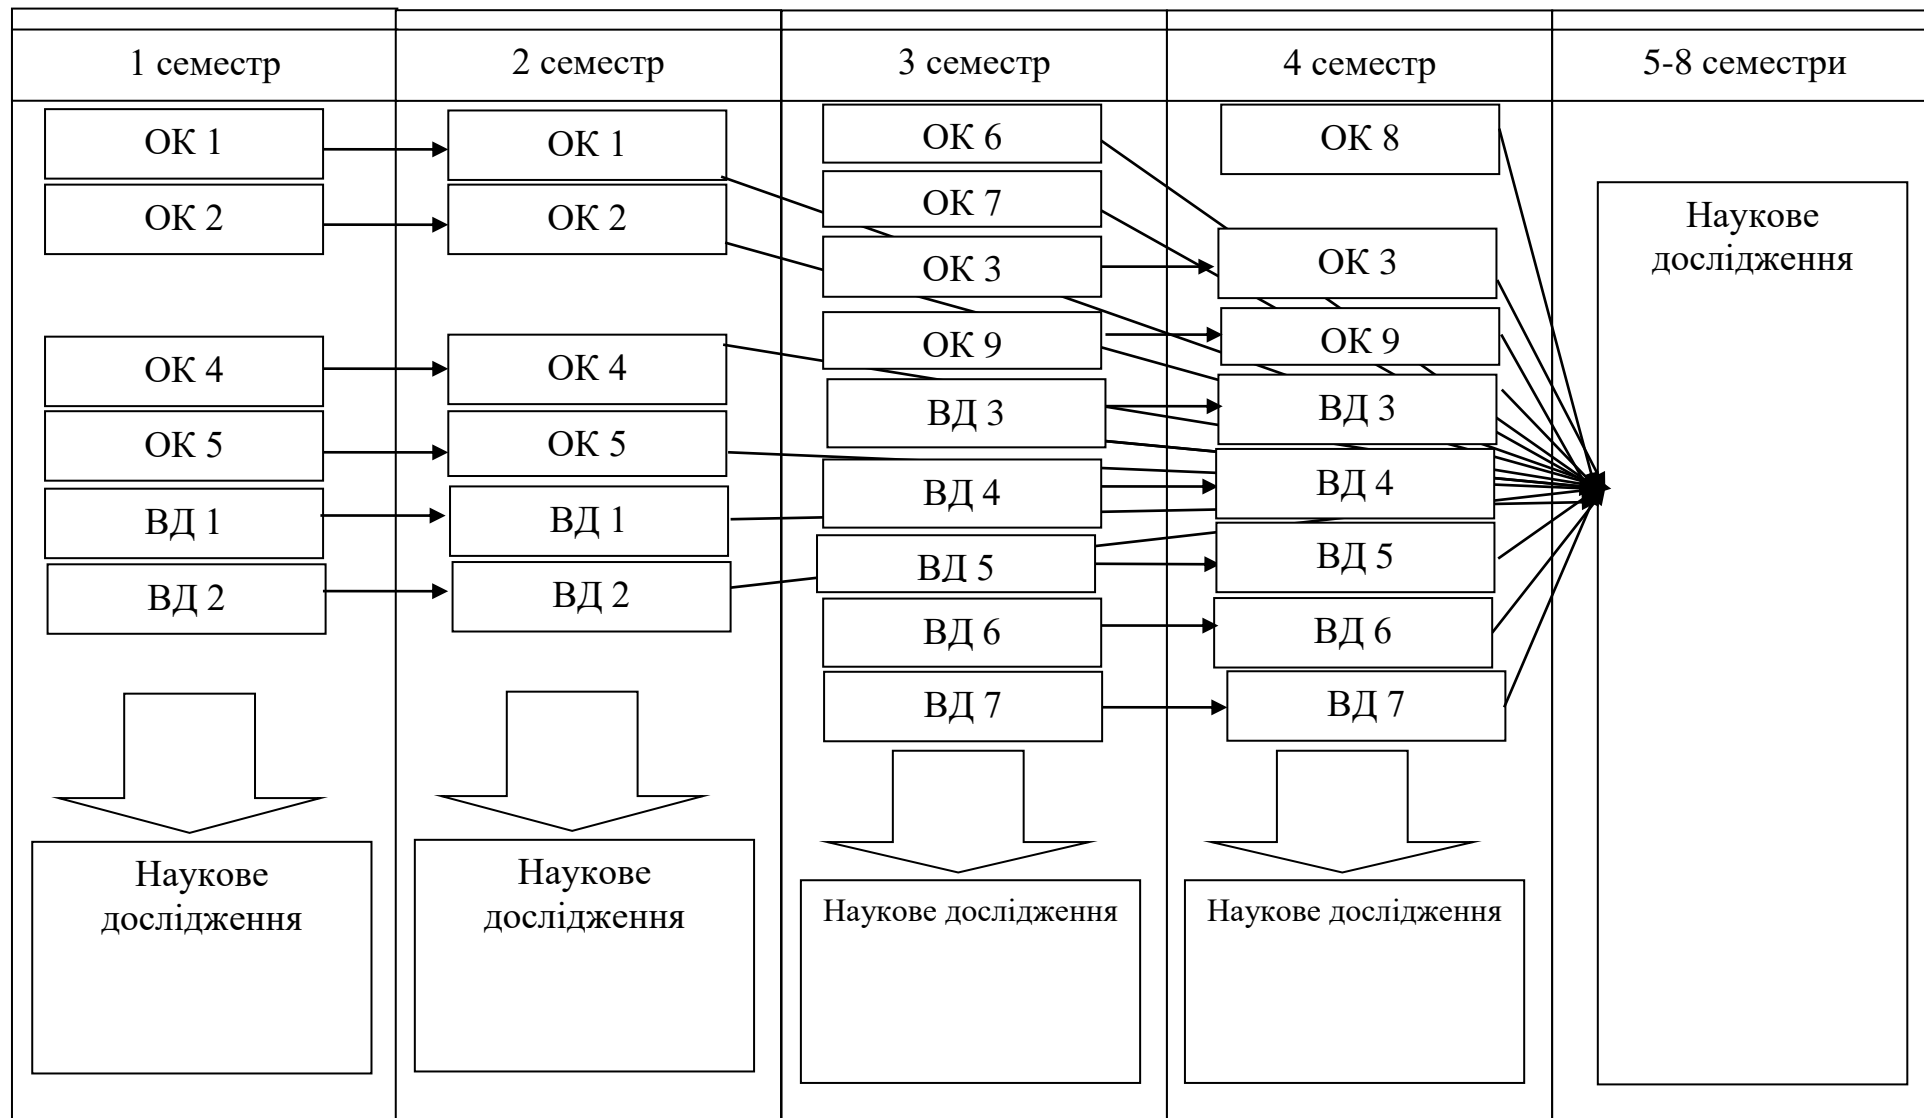 1 семестр
2 семестр
3 семестр
4 семестр
5-8 семестри
ОК 1
ОК 2
ОК 4
ОК 5
ВД 1
ВД 2
Наукове
дослідження
ОК 1
ОК 2
ОК 4
ОК 5
ВД 1
ВД 2
Наукове
дослідження
ОК 6
ОК 7
ОК 3
ОК 9
ВД 3
ВД 4
ВД 5
ВД 6
ВД 7
Наукове дослідження
ОК 8
ОК 3
ОК 9
ВД 3
ВД 4
ВД 5
ВД 6
ВД 7
Наукове дослідження
Наукове
дослідження